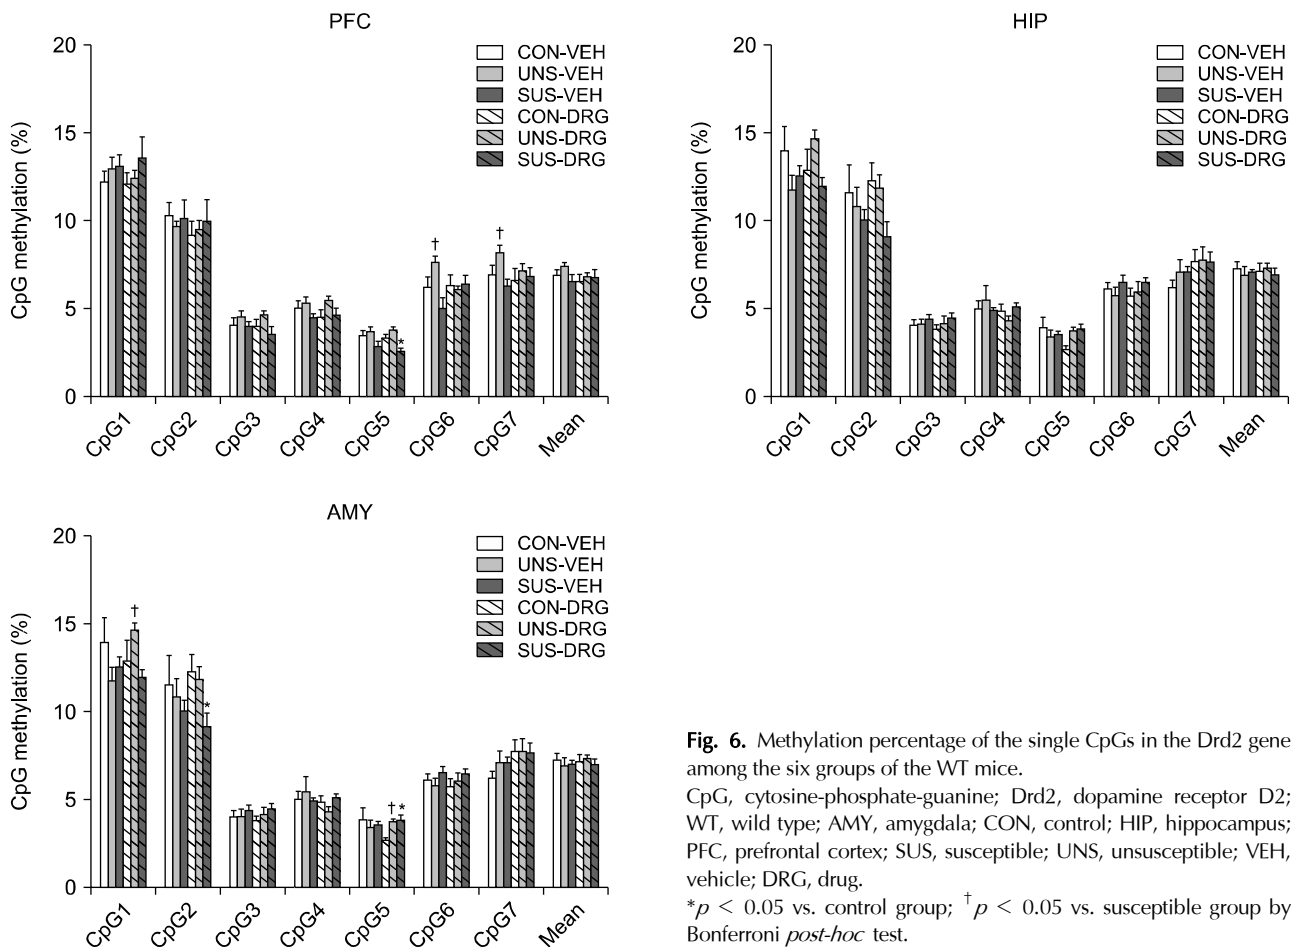 PFC
CpG methylation (%)
20
15
10
5
0
CON-VEH
UNS-VEH
SUS-VEH
CON-DRG
UNS-DRG
SUS-DRG
†
†
*
CpG1
CpG2
CpG3
CpG4
CpG5
CpG6
CpG7
Mean
HIP
CpG methylation (%)
20
15
10
5
0
CON-VEH
UNS-VEH
SUS-VEH
CON-DRG
UNS-DRG
SUS-DRG
CpG1
CpG2
CpG3
CpG4
CpG5
CpG6
CpG7
Mean
AMY
CpG methylation (%)
20
15
10
5
0
CON-VEH
UNS-VEH
SUS-VEH
CON-DRG
UNS-DRG
SUS-DRG
†
*
† *
CpG1
CpG2
CpG3
CpG4
CpG5
CpG6
CpG7
Mean
Fig. 6. Methylation percentage of the single CpGs in the Drd2 gene
among the six groups of the WT mice.
CpG, cytosine-phosphate-guanine; Drd2, dopamine receptor D2;
WT, wild type; AMY, amygdala; CON, control; HIP, hippocampus;
PFC, prefrontal cortex; SUS, susceptible; UNS, unsusceptible; VEH,
vehicle; DRG, drug.
*p < 0.05 vs. control group; †p < 0.05 vs. susceptible group by
Bonferroni post-hoc test.